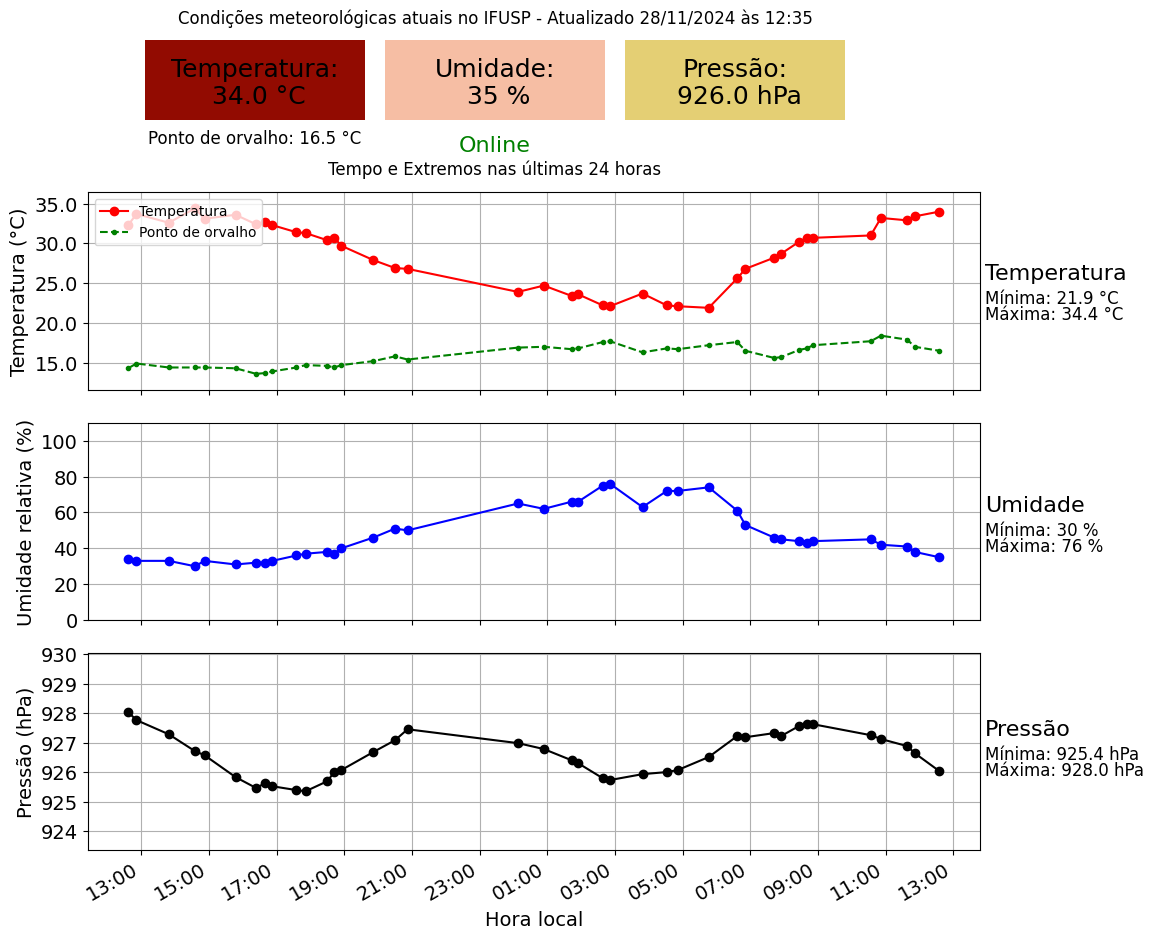 Condições meteorológicas atuais no IFUSP - Atualizado 28/11/2024 às 12:35
Temperatura:
34.0 °C
Umidade:
35 %
Pressão:
926.0 hPa
Ponto de orvalho: 16.5 °C
Online
Tempo e Extremos nas últimas 24 horas
Temperatura (°C)
35.0
30.0
25.0
20.0
15.0
Temperatura
Ponto de orvalho
Temperatura
Mínima: 21.9 °C
Máxima: 34.4 °C
Umidade relativa (%)
100
80
60
40
20
0
Umidade
Mínima: 30 %
Máxima: 76 %
Pressão (hPa)
930
929
928
927
926
925
924
Pressão
Mínima: 925.4 hPa
Máxima: 928.0 hPa
13:00 15:00 17:00 19:00 21:00 23:00 01:00 03:00 05:00 07:00 09:00 11:00 13:00
Hora local